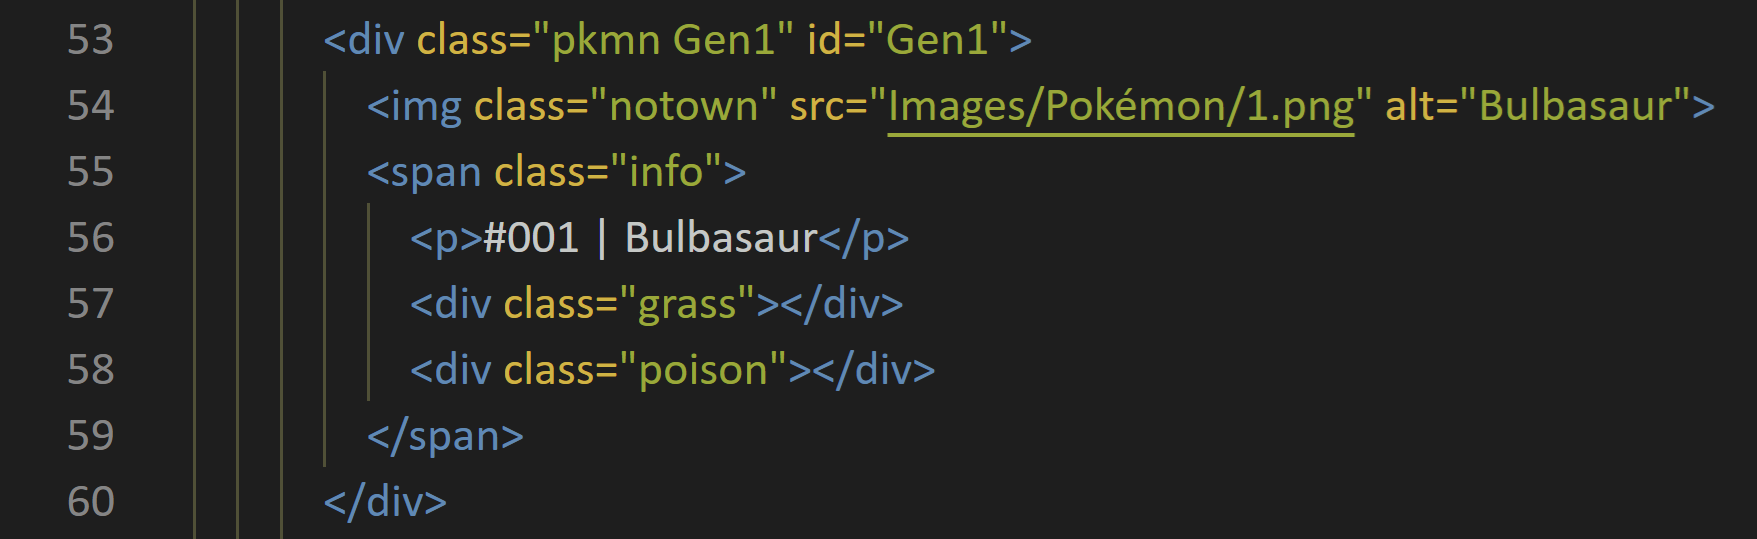 53 <div class="pkmn Gen1" id="Gen1">
54 <img class="notown" src="Images/Pokémon/1.png" alt="Bulbasaur">
55 <span class="info">
56 <p>#001 | Bulbasaur</p>
57 <div class="grass"></div>
58 <div class="poison"></div>
59 </span>
60 </div>